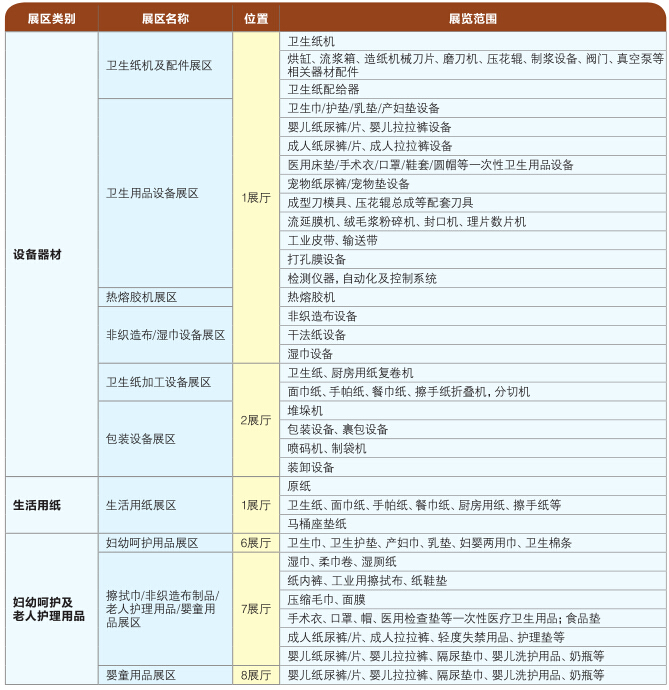 展区类别 展区名称 位置 展览范围
设备器材
卫生纸机及配件展区
1展厅
卫生纸机
烘缸、流浆箱、造纸机械刀片、磨刀机、压花辊、制浆设备、阀门、真空泵等
相关器材配件
卫生纸配给器
卫生用品设备展区
卫生巾/护垫/乳垫/产妇垫设备
婴儿纸尿裤/片、婴儿拉拉裤设备
成人纸尿裤/片、成人拉拉裤设备
医用床垫/手术衣/口罩/鞋套/圆帽等一次性卫生用品设备
宠物纸尿裤/宠物垫设备
成型刀模具、压花辊总成等配套刀具
流延膜机、绒毛浆粉碎机、封口机、理片数片机
工业皮带、输送带
打孔膜设备
检测仪器,自动化及控制系统
热熔胶机展区
热熔胶机
非织造布/湿巾设备展区
非织造布设备
干法纸设备
湿巾设备
卫生纸加工设备展区
2展厅
卫生纸、厨房用纸复卷机
面巾纸、手帕纸、餐巾纸、擦手纸折叠机,分切机
包装设备展区
堆垛机
包装设备、裹包设备
喷码机、制袋机
装卸设备
生活用纸
生活用纸展区
1展厅
原纸
卫生纸、面巾纸、手帕纸、餐巾纸、厨房用纸、擦手纸等
马桶座垫纸
妇幼呵护及
老人护理用品
妇幼呵护用品展区
6展厅
卫生巾、卫生护垫、产妇巾、乳垫、妇婴两用巾、卫生棉条
擦拭巾/非织造布制品/
老人护理用品/婴童用
品展区
7展厅
湿巾、柔巾卷、湿厕纸
纸内裤、工业用擦拭布、纸鞋垫
压缩毛巾、面膜
手术衣、口罩、帽、医用检查垫等一次性医疗卫生用品;食品垫
成人纸尿裤/片、成人拉拉裤、轻度失禁用品、护理垫等
婴儿纸尿裤/片、婴儿拉拉裤、隔尿垫巾、婴儿洗护用品、奶瓶等
婴童用品展区
8展厅
婴儿纸尿裤/片、婴儿拉拉裤、隔尿垫巾、婴儿洗护用品、奶瓶等